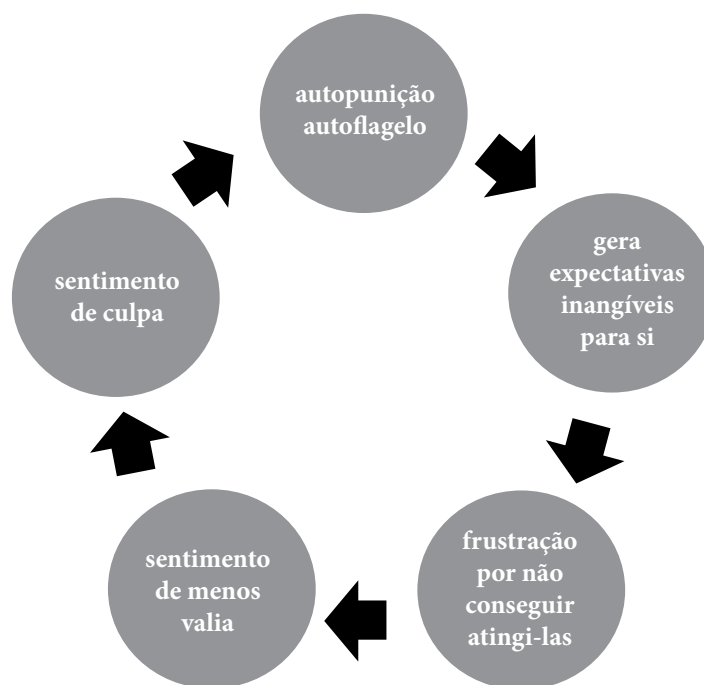 autopunição
autoflagelo
gera
expectativas
inangíveis
para si
frustração
por não
conseguir
atingi-las
sentimento
de menos
valia
sentimento
de culpa